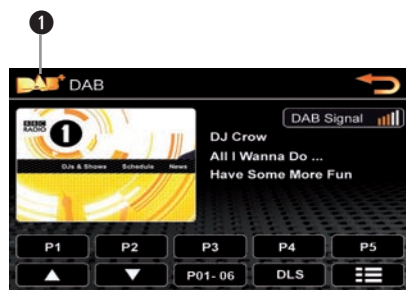 1
DAB+ DAB
DAB Signal
BBC
RADIO
1
DJs & Shows Schedule News
DJ Crow
All I Wanna Do ...
Have Some More Fun
P1 P2 P3 P4 P5
P01- 06 DLS